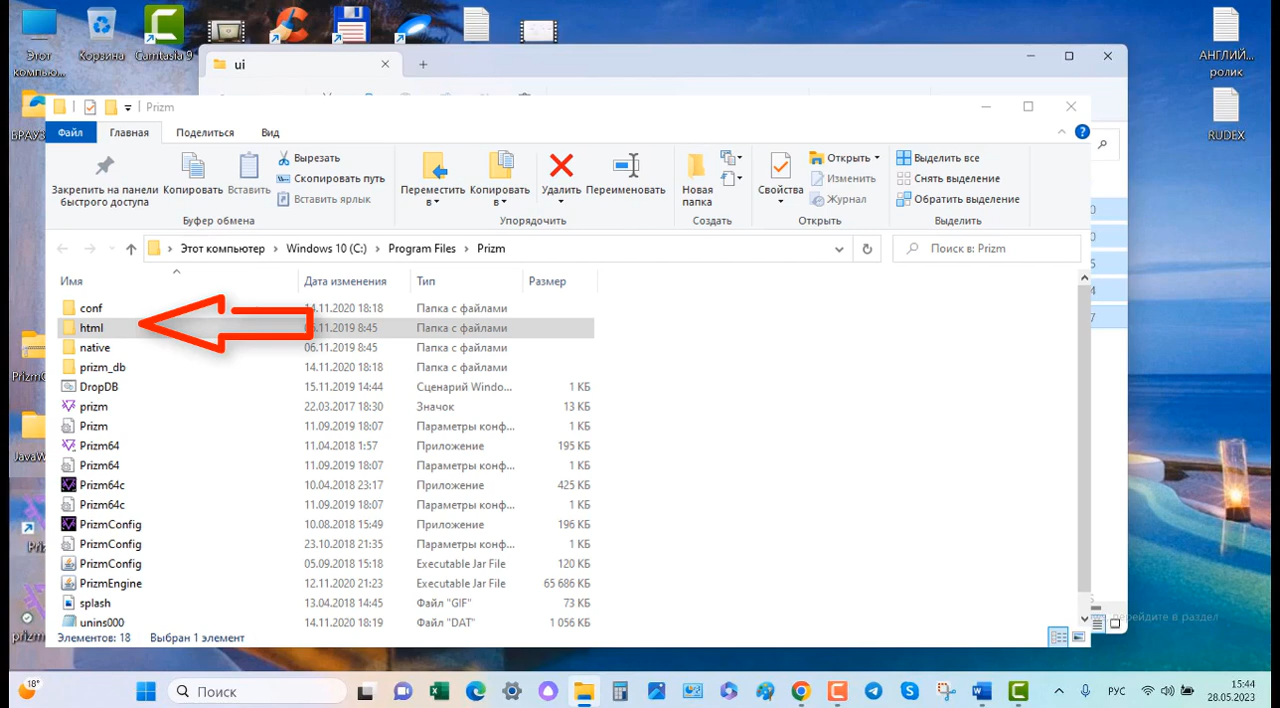 Этот
компью...
Корзина
Camtasia 9
АНГЛИЙ...
ролик
RUDEX
ui
Prizm
Файл Главная Поделиться Вид
Закрепить на панели
быстрого доступа
Копировать
Вставить
Вырезать
Скопировать путь
Вставить ярлык
Буфер обмена
Переместить
в
Копировать
в
Удалить
Переименовать
Упорядочить
Новая
папка
Создать
Свойства
Открыть
Изменить
Журнал
Открыть
Выделить все
Снять выделение
Обратить выделение
Выделить
Этот компьютер > Windows 10 (C:) > Program Files > Prizm
Поиск в: Prizm
Имя Дата изменения Тип Размер
conf 14.11.2020 18:18 Папка с файлами
html .11.2019 8:45 Папка с файлами
native 06.11.2019 8:45 Папка с файлами
prizm_db 14.11.2020 18:18 Папка с файлами
DropDB 15.11.2019 14:44 Сценарий Windo... 1 КБ
prizm 22.03.2017 18:30 Значок 13 КБ
Prizm 11.09.2019 18:07 Параметры конф... 1 КБ
Prizm64 11.04.2018 1:57 Приложение 195 КБ
Prizm64 11.09.2019 18:07 Параметры конф... 1 КБ
Prizm64c 10.04.2018 23:17 Приложение 425 КБ
Prizm64c 11.09.2019 18:07 Параметры конф... 1 КБ
PrizmConfig 10.08.2018 15:49 Приложение 196 КБ
PrizmConfig 23.10.2018 21:35 Параметры конф... 1 КБ
PrizmConfig 05.09.2018 15:18 Executable Jar File 120 КБ
PrizmEngine 12.11.2020 21:23 Executable Jar File 65 686 КБ
splash 13.04.2018 14:45 Файл "GIF" 73 КБ
unins000 14.11.2020 18:19 Файл "DAT" 1 056 КБ
Элементов: 18 Выбран 1 элемент
перейдите в раздел
18°
Поиск
РУС
15:44
28.05.2023